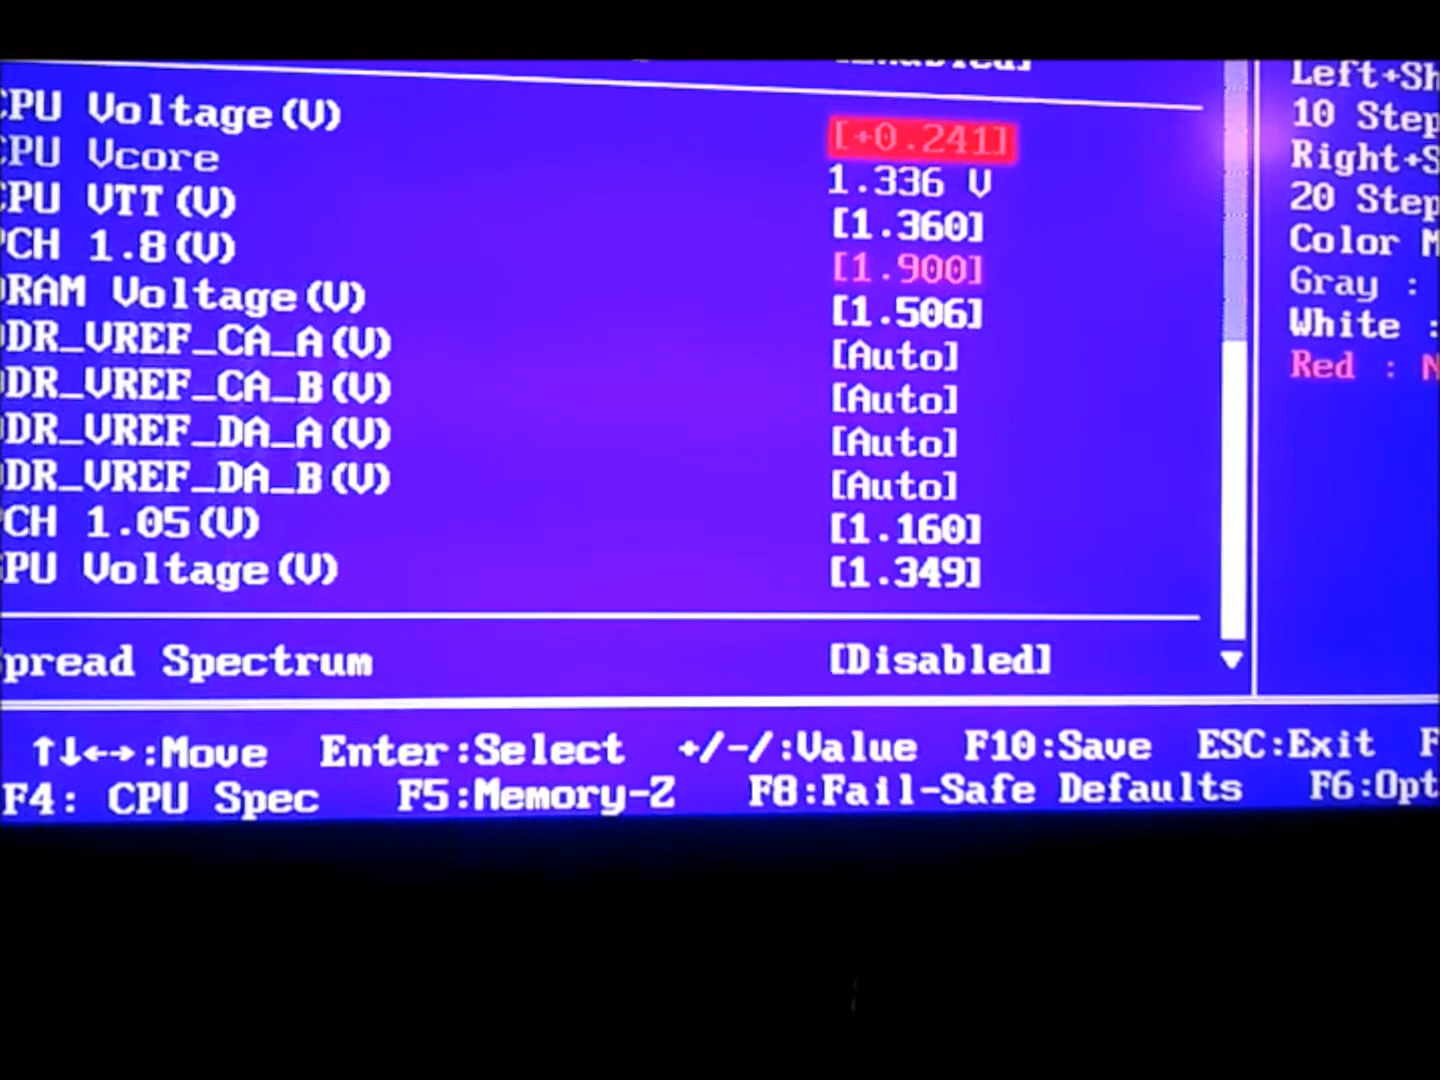 CPU Voltage(V) [+0.241]
CPU Vcore 1.336 V
CPU VTT(V) [1.360]
PCH 1.8(V) [1.900]
DRAM Voltage(V) [1.506]
DDR_VREF_CA_A(V) [Auto]
DDR_VREF_CA_B(V) [Auto]
DDR_VREF_DA_A(V) [Auto]
DDR_VREF_DA_B(V) [Auto]
PCH 1.05(V) [1.160]
PU Voltage(V) [1.349]
Spread Spectrum [Disabled]
Left+Sh
10 Step
Right+S
20 Step
Color M
Gray :
White :
Red : N
↑↓←→:Move Enter:Select +/-/:Value F10:Save ESC:Exit F
F4: CPU Spec F5:Memory-Z F8:Fail-Safe Defaults F6:Opt